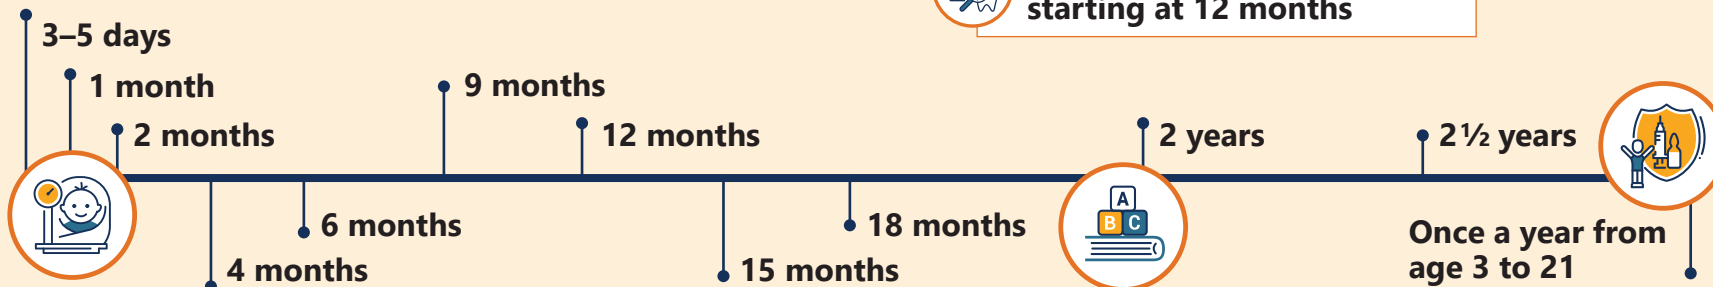 starting at 12 months
3–5 days
1 month
2 months
9 months
12 months
2 years
2½ years
6 months
4 months
15 months
18 months
A
B C
Once a year from
age 3 to 21